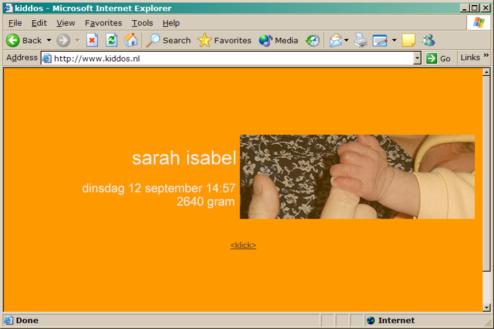 kiddos - Microsoft Internet Explorer
File Edit View Favorites Tools Help
Back Search Favorites Media
Address http://www.kiddos.nl Go Links »
sarah isabel
dinsdag 12 september 14:57
2640 gram
<klick>
Done Internet